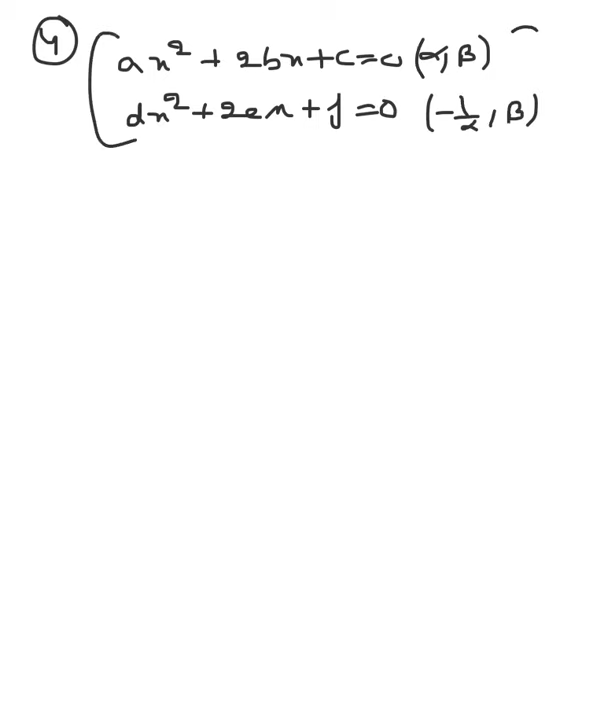 ④ ax² + 2bx + c = 0 (α, β)
dx² + 2ex + f = 0 (-1/α, β)